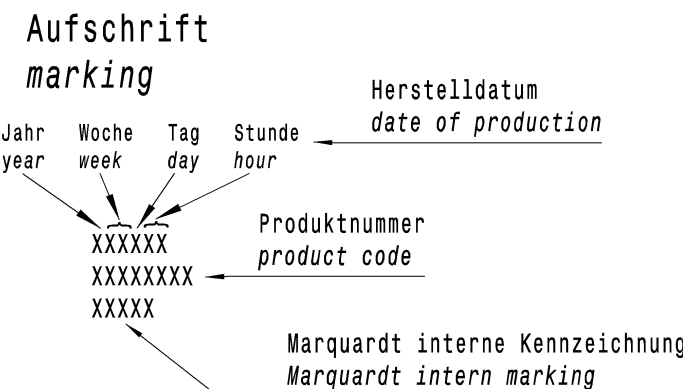 Aufschrift
marking
Herstelldatum
date of production
Jahr Woche Tag Stunde
year week day hour
Produktnummer
product code
XXXXXX
XXXXXXXX
XXXXX
Marquardt interne Kennzeichnung
Marquardt intern marking